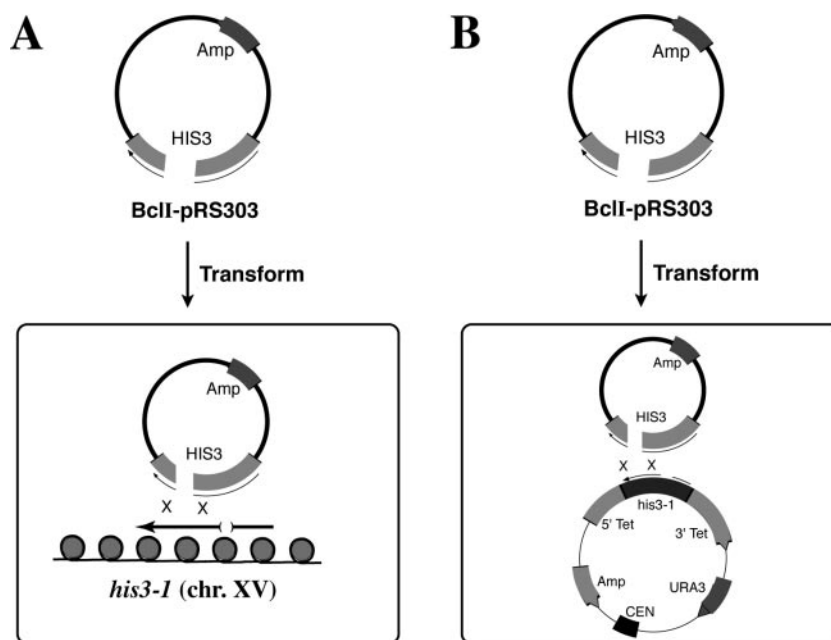 A
Amp
HIS3
BclI-pRS303
Transform
Amp
HIS3
X X
his3-1 (chr. XV)
B
Amp
HIS3
BclI-pRS303
Transform
Amp
HIS3
X X
his3-1
5' Tet
3' Tet
Amp
URA3
CEN